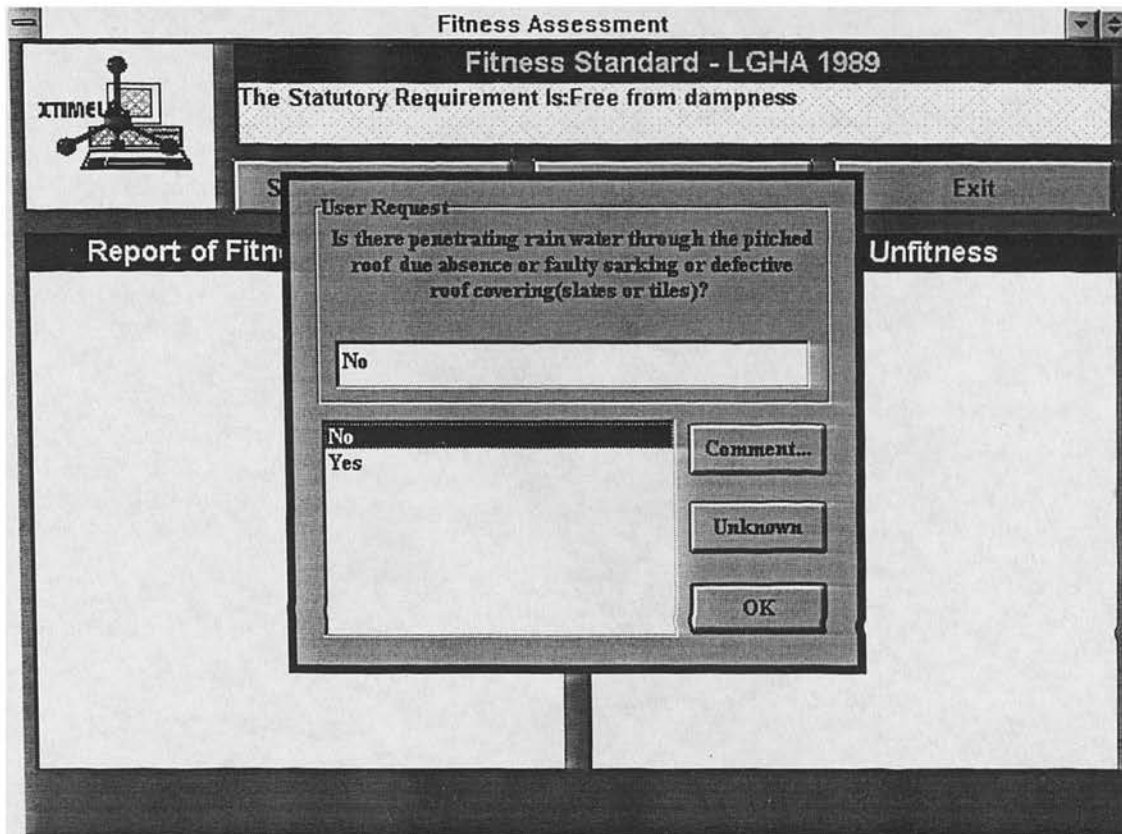 Fitness Assessment
Fitness Standard - LGHA 1989
XTIMEL
The Statutory Requirement Is:Free from dampness
S
Exit
Report of Fitn
Unfitness
User Request
Is there penetrating rain water through the pitched
roof due absence or faulty sarking or defective
roof covering(slates or tiles)?
No
No
Yes
Comment...
Unknown
OK